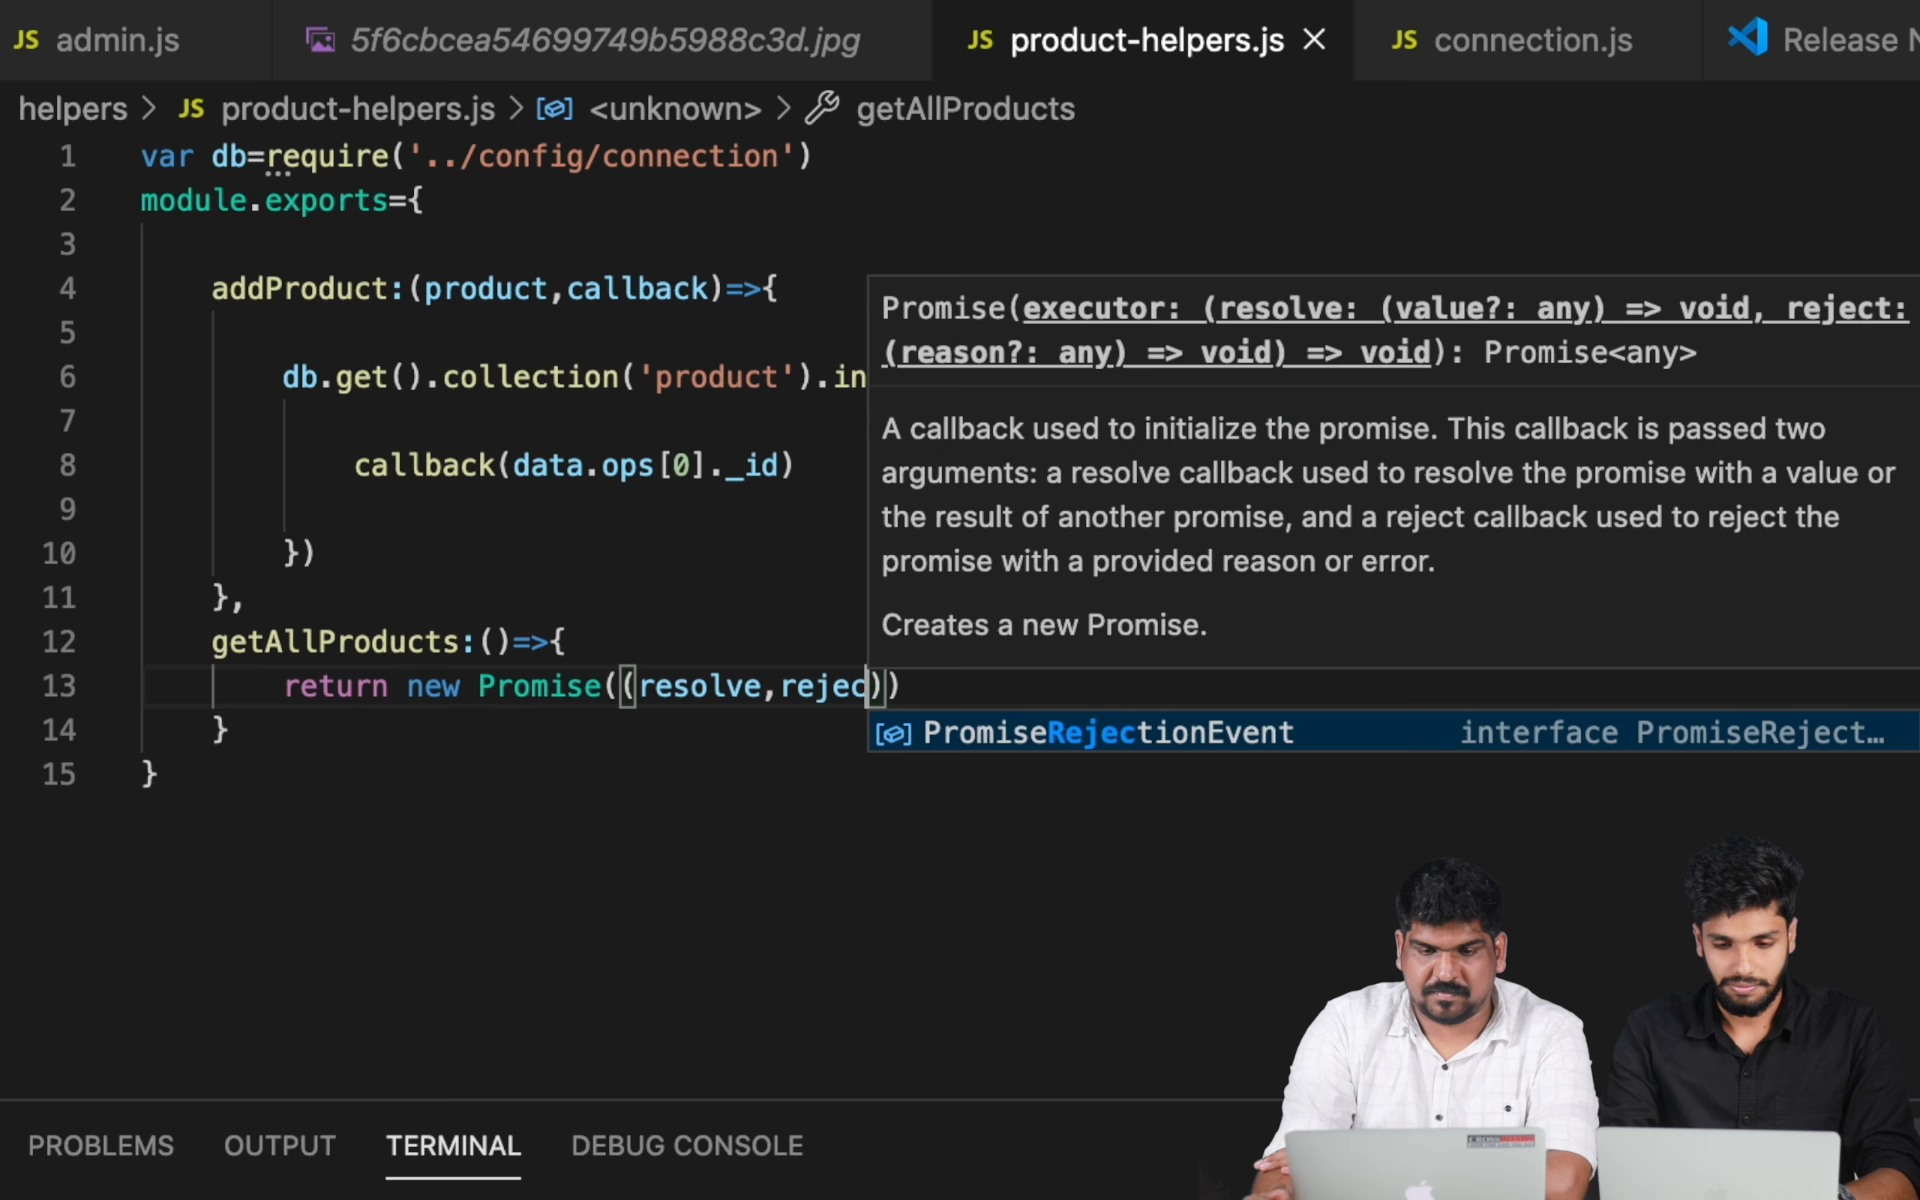 JS admin.js 5f6cbcea54699749b5988c3d.jpg JS product-helpers.js × JS connection.js Release N
helpers > JS product-helpers.js > <unknown> > getAllProducts
1 var db=require('../config/connection')
2 module.exports={
3
4 addProduct:(product,callback)=>{
5
6 db.get().collection('product').in
7
8 callback(data.ops[0]._id)
9
10 })
11 },
12 getAllProducts:()=>{
13 return new Promise((resolve,rejec))
14 }
15 }
Promise(executor: (resolve: (value?: any) => void, reject:
(reason?: any) => void) => void): Promise<any>
A callback used to initialize the promise. This callback is passed two
arguments: a resolve callback used to resolve the promise with a value or
the result of another promise, and a reject callback used to reject the
promise with a provided reason or error.
Creates a new Promise.
PromiseRejectionEvent interface PromiseReject…
PROBLEMS OUTPUT TERMINAL DEBUG CONSOLE